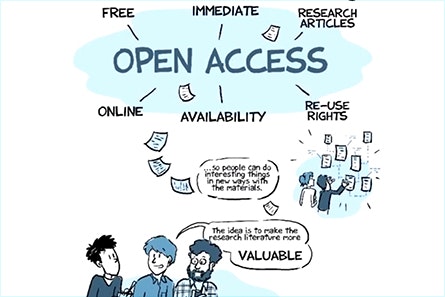 FREE
IMMEDIATE
RESEARCH
ARTICLES
OPEN ACCESS
ONLINE
AVAILABILITY
RE-USE
RIGHTS
...so people can do
interesting things
in new ways with
the materials.
The idea is to make the
research literature more
VALUABLE